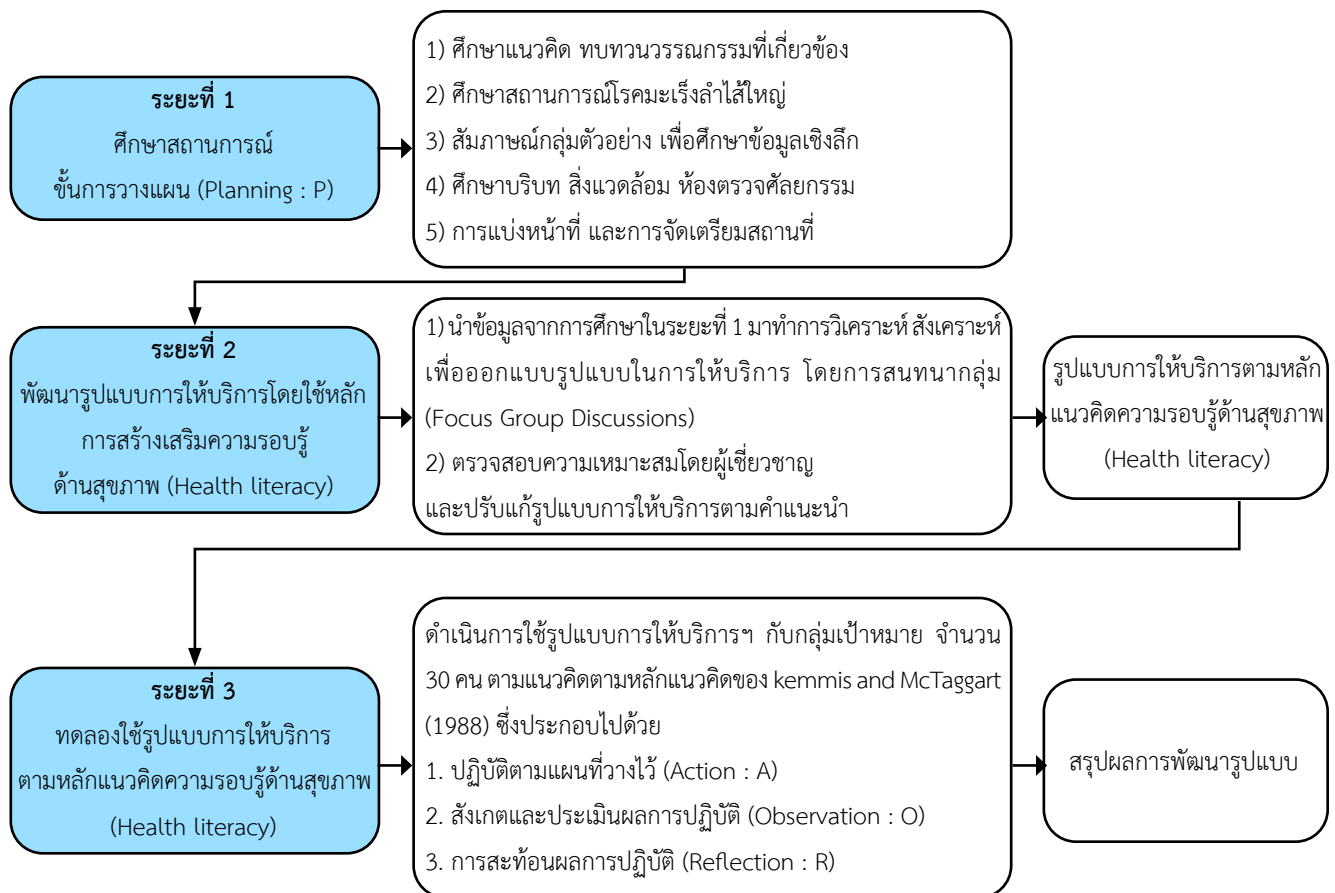 ระยะที่ 1
ศึกษาสถานการณ์
ขั้นการวางแผน (Planning : P)
1) ศึกษาแนวคิด ทบทวนวรรณกรรมที่เกี่ยวข้อง
2) ศึกษาสถานการณ์โรคมะเร็งลำไส้ใหญ่
3) สัมภาษณ์กลุ่มตัวอย่าง เพื่อศึกษาข้อมูลเชิงลึก
4) ศึกษาบริบท สิ่งแวดล้อม ห้องตรวจศัลยกรรม
5) การแบ่งหน้าที่ และการจัดเตรียมสถานที่
ระยะที่ 2
พัฒนารูปแบบการให้บริการโดยใช้หลัก
การสร้างเสริมความรอบรู้
ด้านสุขภาพ (Health literacy)
1) นำข้อมูลจากการศึกษาในระยะที่ 1 มาทำการวิเคราะห์ สังเคราะห์
เพื่อออกแบบรูปแบบในการให้บริการ โดยการสนทนากลุ่ม
(Focus Group Discussions)
2) ตรวจสอบความเหมาะสมโดยผู้เชี่ยวชาญ
และปรับแก้รูปแบบการให้บริการตามคำแนะนำ
รูปแบบการให้บริการตามหลัก
แนวคิดความรอบรู้ด้านสุขภาพ
(Health literacy)
ระยะที่ 3
ทดลองใช้รูปแบบการให้บริการ
ตามหลักแนวคิดความรอบรู้ด้านสุขภาพ
(Health literacy)
ดำเนินการใช้รูปแบบการให้บริการฯ กับกลุ่มเป้าหมาย จำนวน
30 คน ตามแนวคิดตามหลักแนวคิดของ kemmis and McTaggart
(1988) ซึ่งประกอบไปด้วย
1. ปฏิบัติตามแผนที่วางไว้ (Action : A)
2. สังเกตและประเมินผลการปฏิบัติ (Observation : O)
3. การสะท้อนผลการปฏิบัติ (Reflection : R)
สรุปผลการพัฒนารูปแบบ